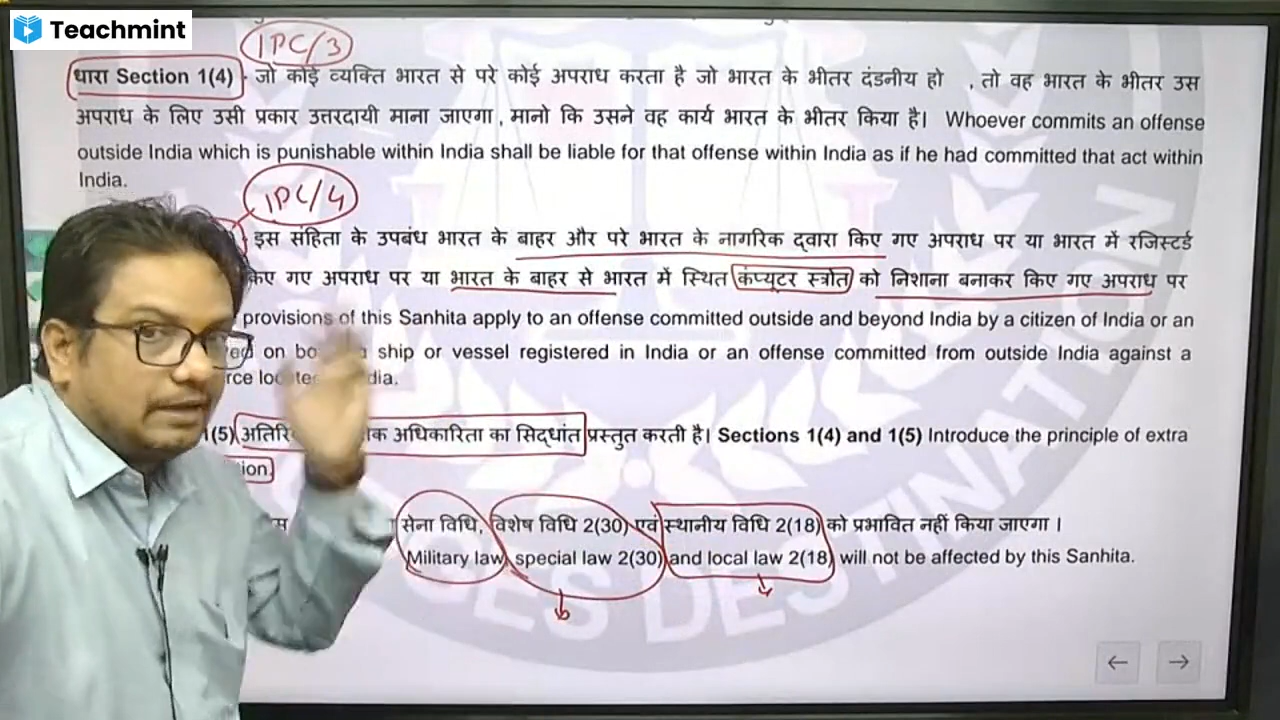 Teachmint
IPC/3
धारा Section 1(4) - जो कोई व्यक्ति भारत से परे कोई अपराध करता है जो भारत के भीतर दंडनीय हो , तो वह भारत के भीतर उस
अपराध के लिए उसी प्रकार उत्तरदायी माना जाएगा , मानो कि उसने वह कार्य भारत के भीतर किया है। Whoever commits an offense
outside India which is punishable within India shall be liable for that offense within India as if he had committed that act within
India.
IPC/4
इस संहिता के उपबंध भारत के बाहर और परे भारत के नागरिक द्वारा किए गए अपराध पर या भारत में रजिस्टर्ड
किए गए अपराध पर या भारत के बाहर से भारत में स्थित कंप्यूटर स्त्रोत को निशाना बनाकर किए गए अपराध पर
provisions of this Sanhita apply to an offense committed outside and beyond India by a citizen of India or an
on ship or vessel registered in India or an offense committed from outside India against a
1(5) अधिकारिता का सिद्धांत प्रस्तुत करती है। Sections 1(4) and 1(5) Introduce the principle of extra
सेना विधि, विशेष विधि 2(30) एवं स्थानीय विधि 2(18) को प्रभावित नहीं किया जाएगा ।
Military law, special law 2(30) and local law 2(18) will not be affected by this Sanhita.
DESTINATION